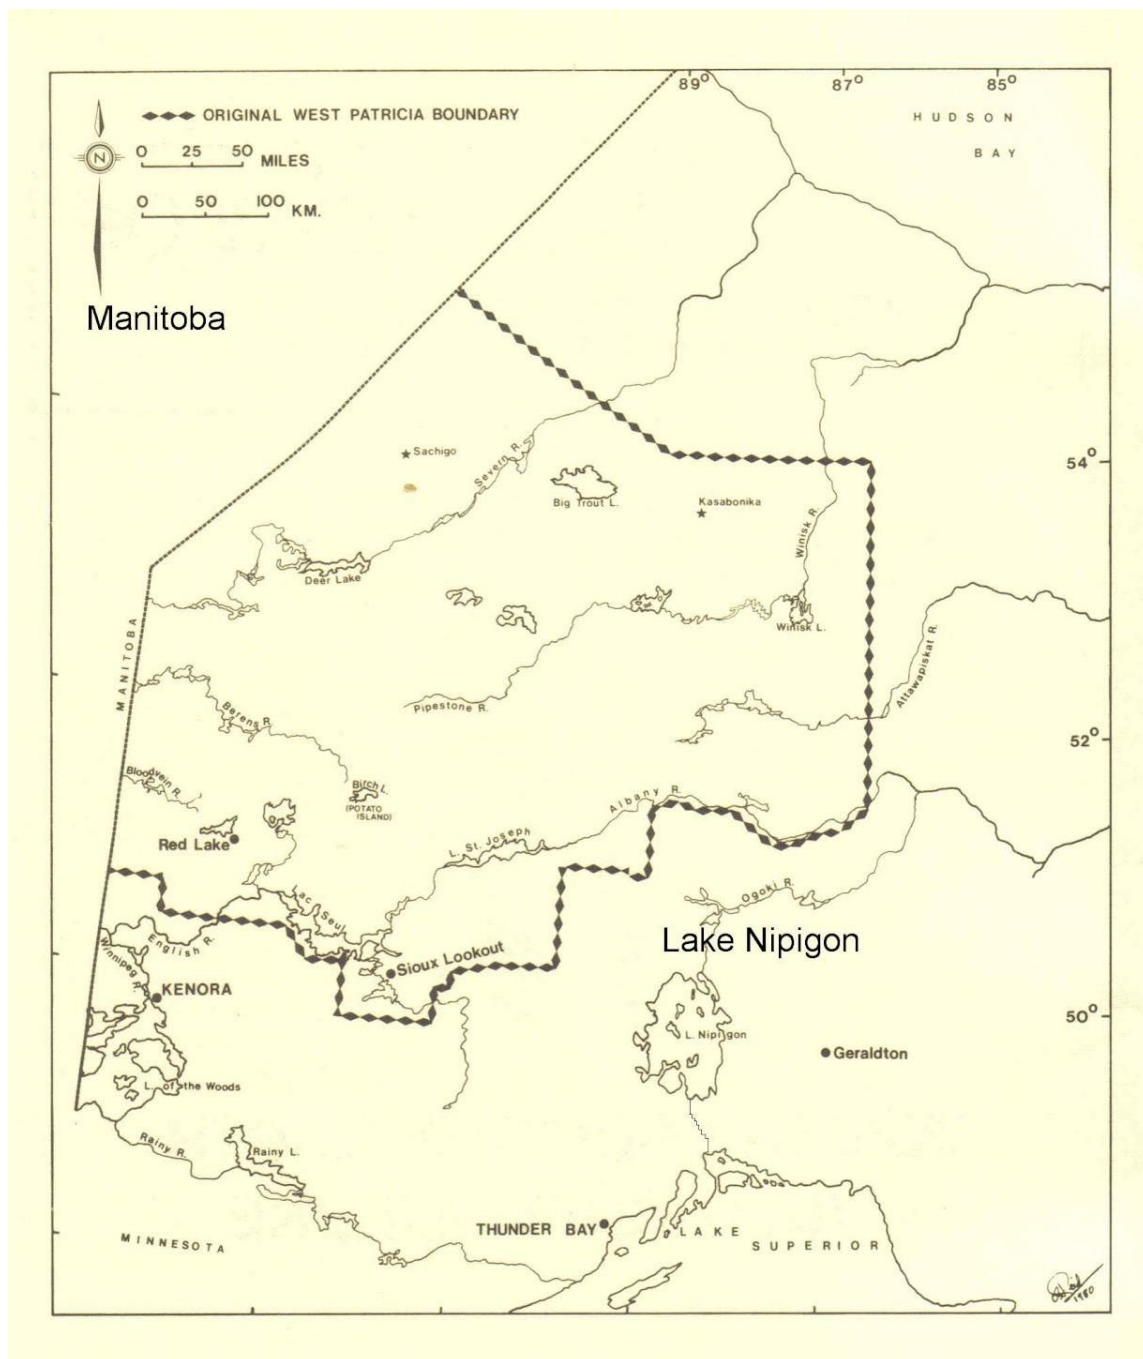 89° 87° 85°
ORIGINAL WEST PATRICIA BOUNDARY
HUDSON
BAY
N
0 25 50 MILES
0 50 100 KM.
Manitoba
Sachigo
Severn R.
54°
Big Trout L.
Kasabonika
Winisk R.
Deer Lake
Winisk L.
MANITOBA
Attawapiskat R.
Berens R.
Pipestone R.
52°
Bloodvein R.
Birch L.
(POTATO
ISLAND)
Albany R.
Red Lake
L. St. Joseph
Lac Seul
Ogoki R.
English R.
Lake Nipigon
Winnipeg R.
Sioux Lookout
KENORA
50°
L. Nipigon
Geraldton
L. of the Woods
Rainy R.
Rainy L.
THUNDER BAY
LAKE
SUPERIOR
MINNESOTA
1980